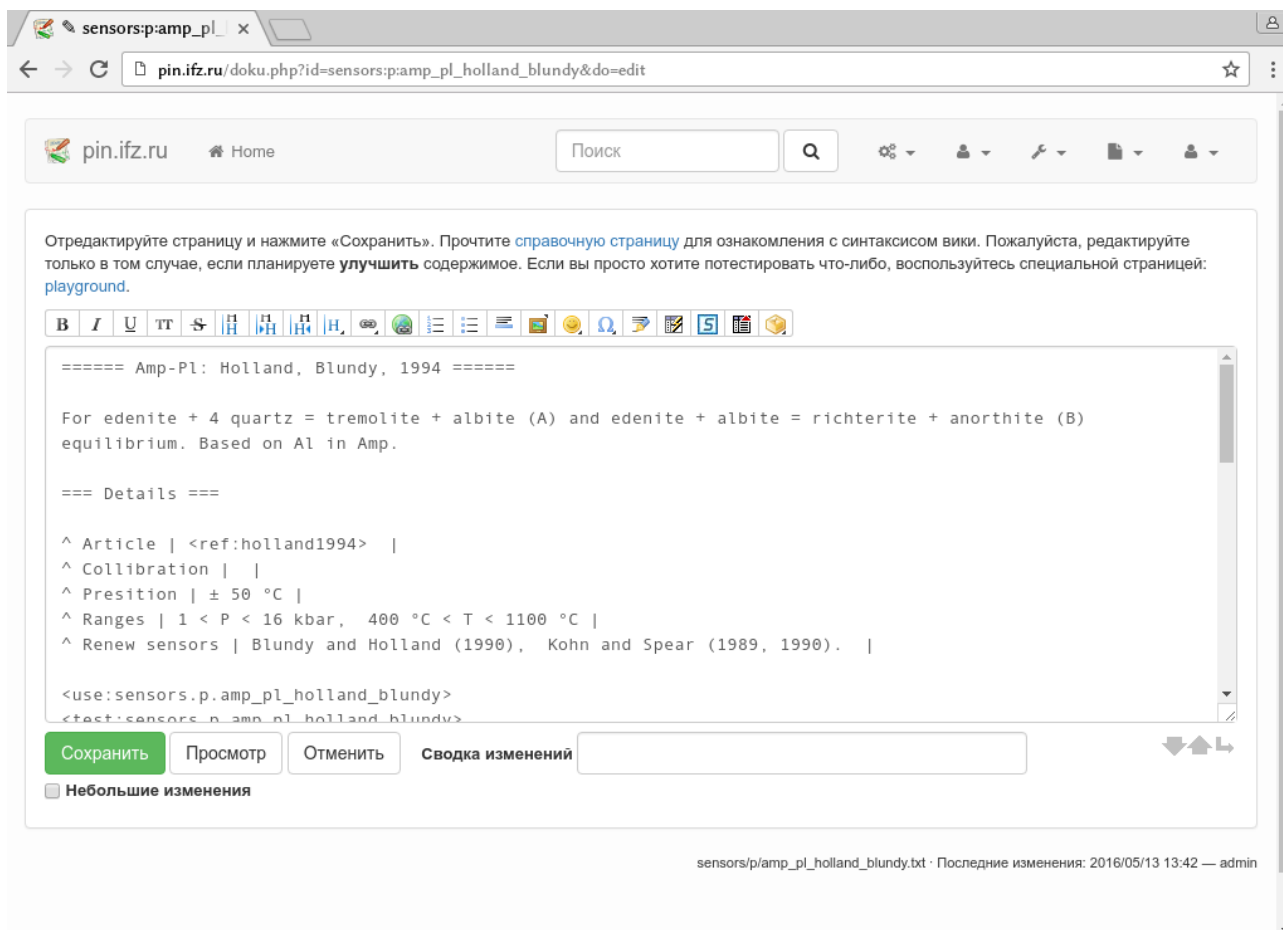 sensors:p:amp_pl_
pin.ifz.ru/doku.php?id=sensors:p:amp_pl_holland_blundy&do=edit
pin.ifz.ru Home Поиск
Отредактируйте страницу и нажмите «Сохранить». Прочтите справочную страницу для ознакомления с синтаксисом вики. Пожалуйста, редактируйте
только в том случае, если планируете улучшить содержимое. Если вы просто хотите потестировать что-либо, воспользуйтесь специальной страницей:
playground.
B I U TT S H H H H
====== Amp-Pl: Holland, Blundy, 1994 ======
For edenite + 4 quartz = tremolite + albite (A) and edenite + albite = richterite + anorthite (B)
equilibrium. Based on Al in Amp.
=== Details ===
^ Article | <ref:holland1994>  |
^ Collibration |  |
^ Presition | ± 50 °C |
^ Ranges | 1 < P < 16 kbar,  400 °C < T < 1100 °C |
^ Renew sensors | Blundy and Holland (1990),  Kohn and Spear (1989, 1990).  |
<use:sensors.p.amp_pl_holland_blundy>
<test:sensors.p.amp_pl_holland_blundy>
Сохранить Просмотр Отменить Сводка изменений
Небольшие изменения
sensors/p/amp_pl_holland_blundy.txt · Последние изменения: 2016/05/13 13:42 — admin